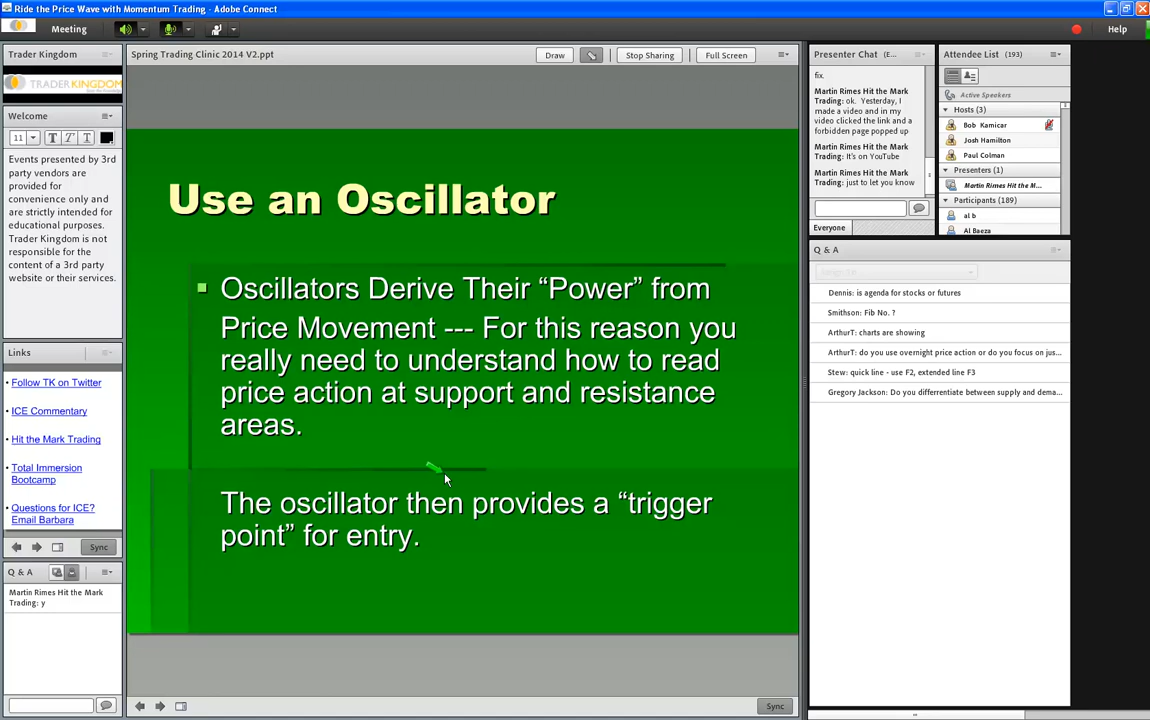 Ride the Price Wave with Momentum Trading - Adobe Connect
Meeting
Help
Trader Kingdom
TRADERKINGDOM
Welcome
11
T T T
Events presented by 3rd
party vendors are
provided for
convenience only and
are strictly intended for
educational purposes.
Trader Kingdom is not
responsible for the
content of a 3rd party
website or their services.
Links
• Follow TK on Twitter
• ICE Commentary
• Hit the Mark Trading
• Total Immersion
Bootcamp
• Questions for ICE?
Email Barbara
Sync
Q & A
Martin Rimes Hit the Mark
Trading: y
Spring Trading Clinic 2014 V2.ppt
Draw
Stop Sharing
Full Screen
Use an Oscillator
Oscillators Derive Their “Power” from
Price Movement --- For this reason you
really need to understand how to read
price action at support and resistance
areas.
The oscillator then provides a “trigger
point” for entry.
Sync
Presenter Chat (E...
fix.
Martin Rimes Hit the Mark
Trading: ok. Yesterday, I
made a video and in my
video clicked the link and a
forbidden page popped up
Martin Rimes Hit the Mark
Trading: It's on YouTube
Martin Rimes Hit the Mark
Trading: just to let you know
Everyone
Attendee List (193)
Active Speakers
Hosts (3)
Bob Kamicar
Josh Hamilton
Paul Colman
Presenters (1)
Martin Rimes Hit the M...
Participants (189)
al b
Al Baeza
Q & A
Dennis: is agenda for stocks or futures
Smithson: Fib No. ?
ArthurT: charts are showing
ArthurT: do you use overnight price action or do you focus on jus...
Stew: quick line - use F2, extended line F3
Gregory Jackson: Do you differentiate between supply and dema...